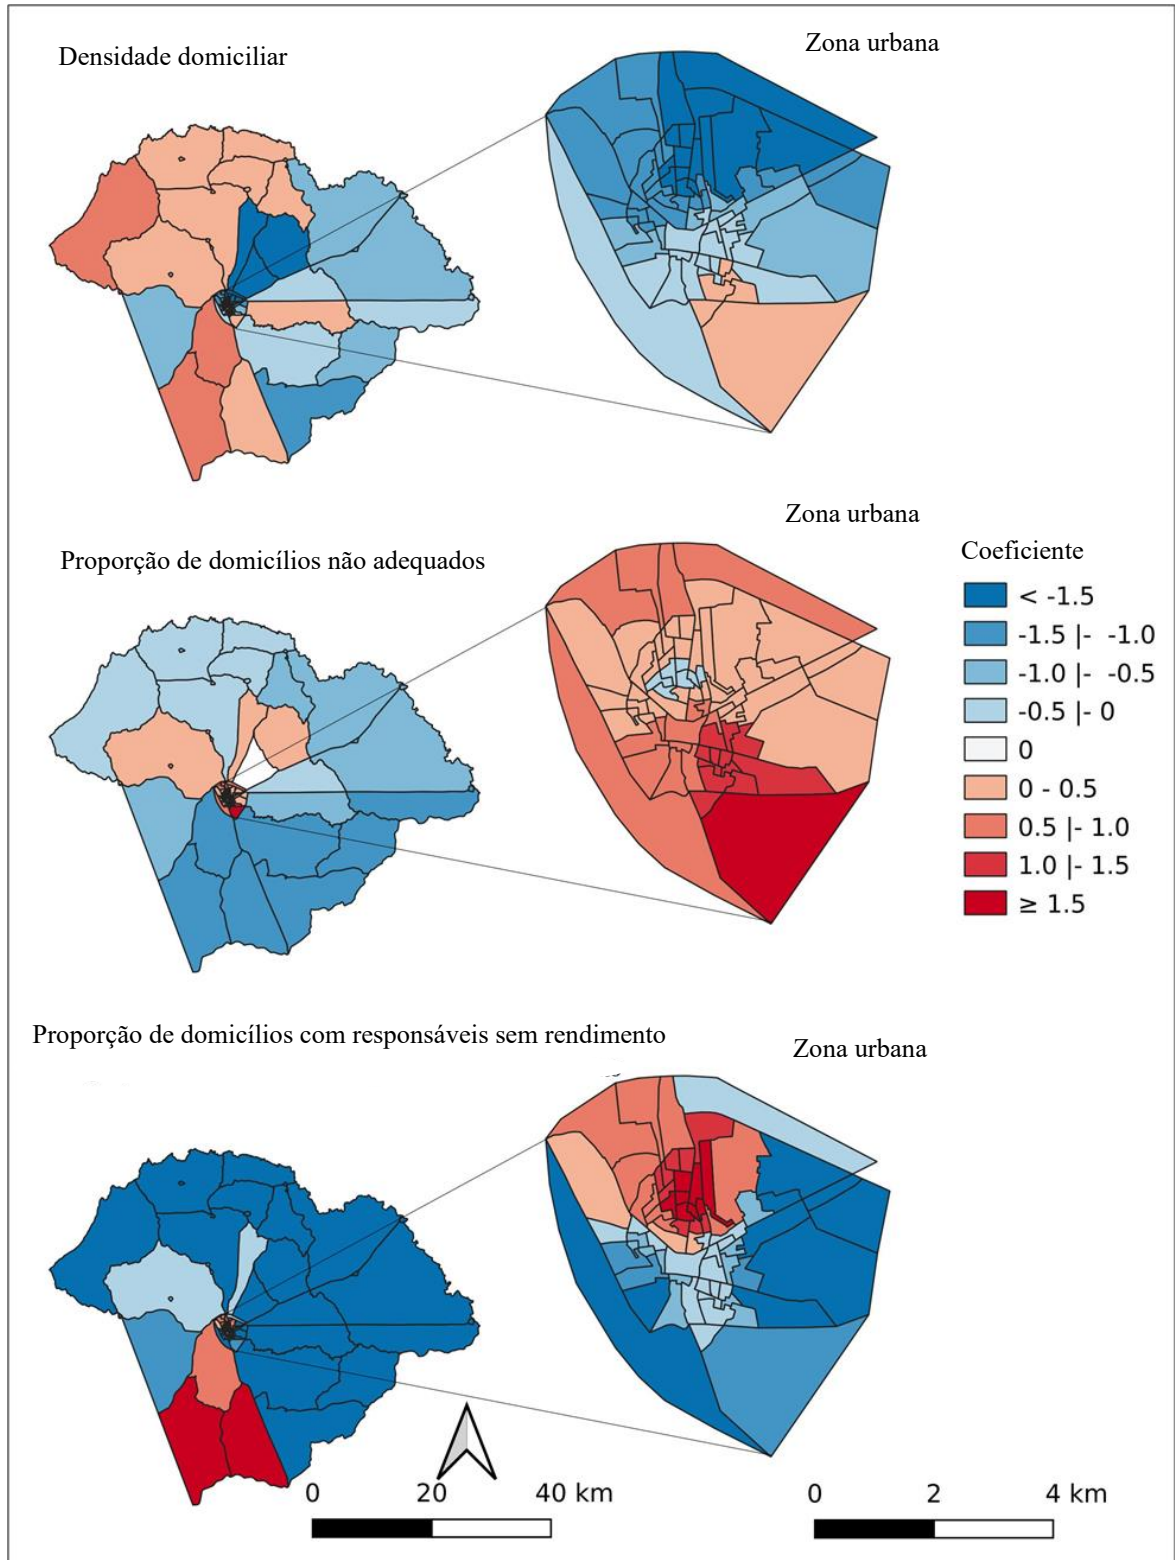 Densidade domiciliar
Zona urbana
Zona urbana
Proporção de domicílios não adequados
Coeficiente
< -1.5
-1.5 |- -1.0
-1.0 |- -0.5
-0.5 |- 0
0
0 - 0.5
0.5 |- 1.0
1.0 |- 1.5
≥ 1.5
Proporção de domicílios com responsáveis sem rendimento
Zona urbana
0 20 40 km
0 2 4 km